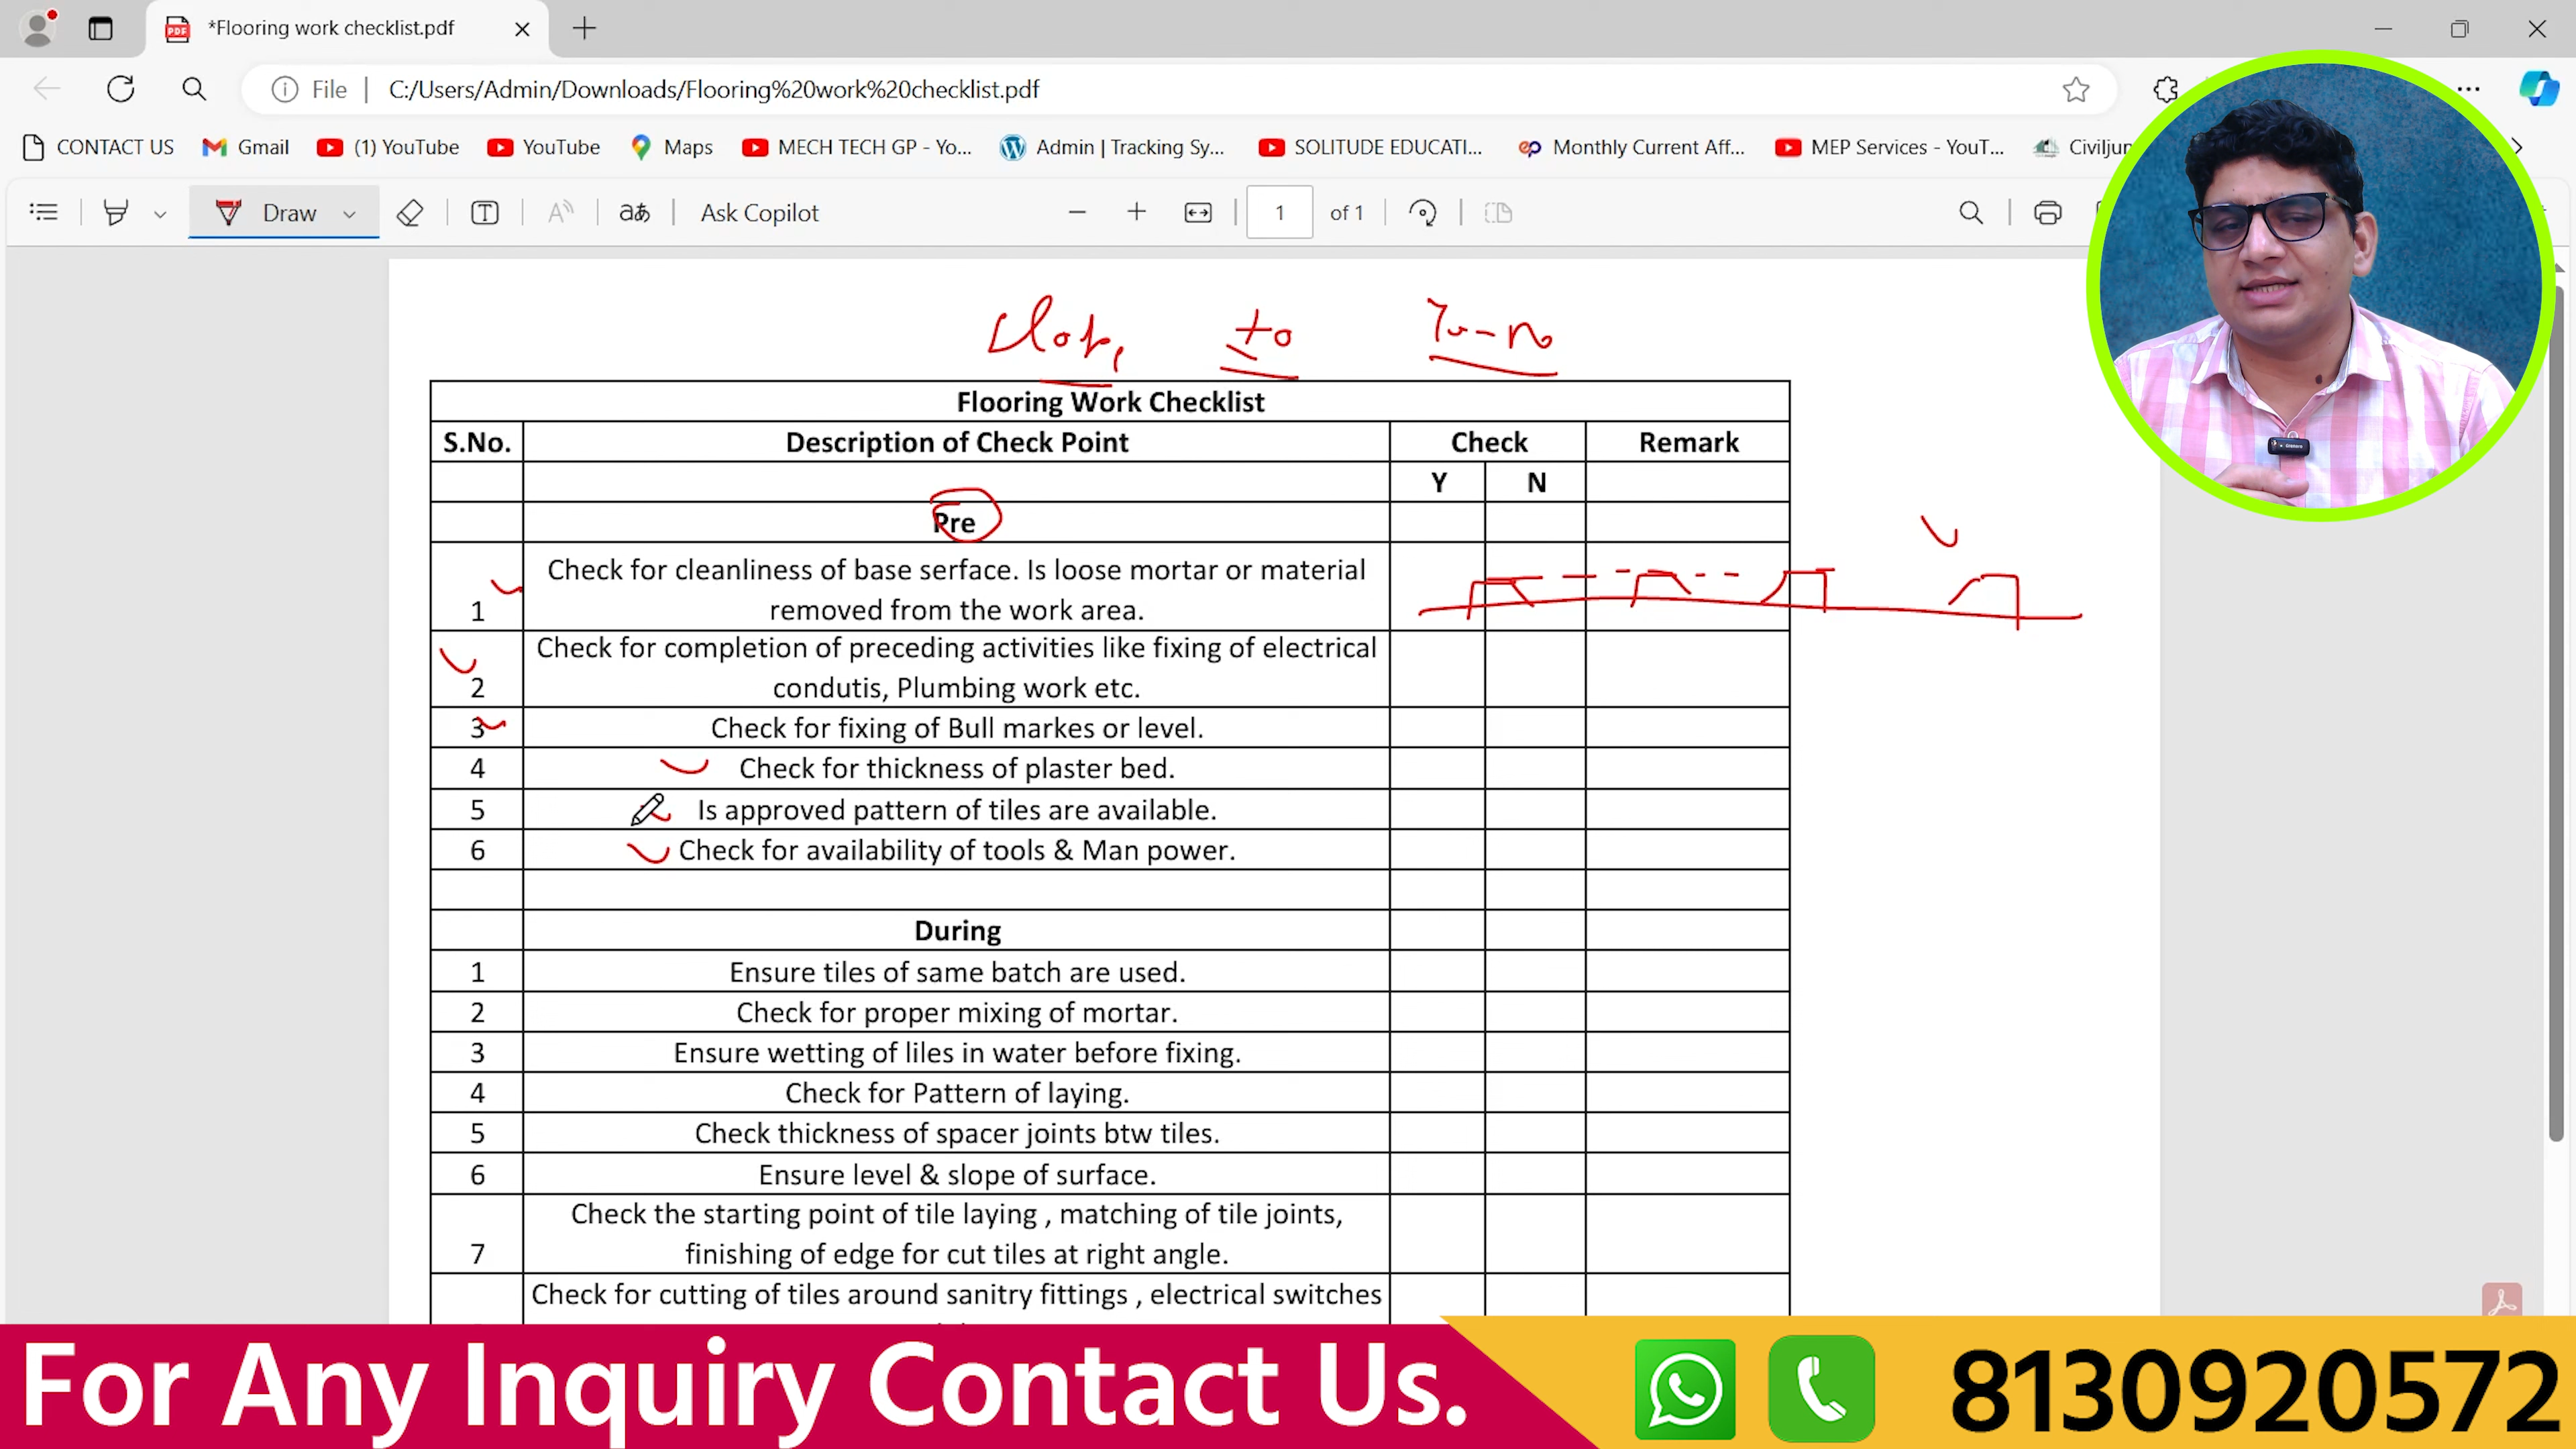 *Flooring work checklist.pdf
File | C:/Users/Admin/Downloads/Flooring%20work%20checklist.pdf
CONTACT US Gmail (1) YouTube YouTube Maps MECH TECH GP - Yo... Admin | Tracking Sy... SOLITUDE EDUCATI... Monthly Current Aff... MEP Services - YouT... Civiljun
Draw aあ Ask Copilot 1 of 1
to
Flooring Work Checklist
S.No. Description of Check Point Check Remark
Y N
Pre
Check for cleanliness of base serface. Is loose mortar or material
1 removed from the work area.
Check for completion of preceding activities like fixing of electrical
2 condutis, Plumbing work etc.
3 Check for fixing of Bull markes or level.
4 Check for thickness of plaster bed.
5 Is approved pattern of tiles are available.
6 Check for availability of tools & Man power.
During
1 Ensure tiles of same batch are used.
2 Check for proper mixing of mortar.
3 Ensure wetting of liles in water before fixing.
4 Check for Pattern of laying.
5 Check thickness of spacer joints btw tiles.
6 Ensure level & slope of surface.
Check the starting point of tile laying , matching of tile joints,
7 finishing of edge for cut tiles at right angle.
Check for cutting of tiles around sanitry fittings , electrical switches
For Any Inquiry Contact Us. 8130920572